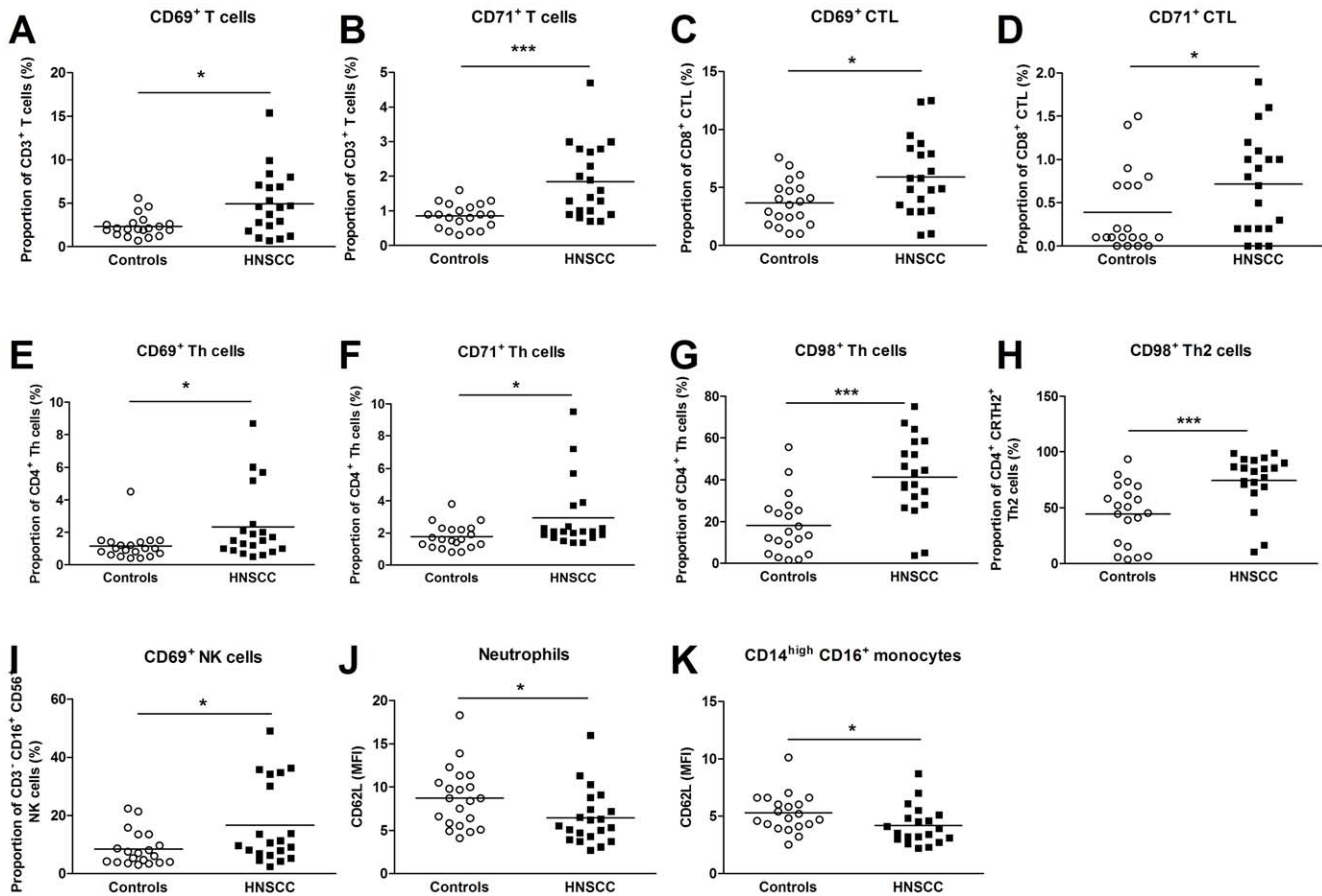 A
CD69+ T cells
*
Proportion of CD3+ T cells (%)
20
15
10
5
0
Controls HNSCC
B
CD71+ T cells
***
Proportion of CD3+ T cells (%)
5
4
3
2
1
0
Controls HNSCC
C
CD69+ CTL
*
Proportion of CD8+ CTL (%)
15
10
5
0
Controls HNSCC
D
CD71+ CTL
*
Proportion of CD8+ CTL (%)
2.0
1.5
1.0
0.5
0.0
Controls HNSCC
E
CD69+ Th cells
*
Proportion of CD4+ Th cells (%)
10
8
6
4
2
0
Controls HNSCC
F
CD71+ Th cells
*
Proportion of CD4+ Th cells (%)
10
8
6
4
2
0
Controls HNSCC
G
CD98+ Th cells
***
Proportion of CD4+ Th cells (%)
80
60
40
20
0
Controls HNSCC
H
CD98+ Th2 cells
***
Proportion of CD4+ CRTH2+
Th2 cells (%)
150
100
50
0
Controls HNSCC
I
CD69+ NK cells
*
Proportion of CD3- CD16+ CD56+
NK cells (%)
60
40
20
0
Controls HNSCC
J
Neutrophils
*
CD62L (MFI)
20
15
10
5
0
Controls HNSCC
K
CD14high CD16+ monocytes
*
CD62L (MFI)
15
10
5
0
Controls HNSCC